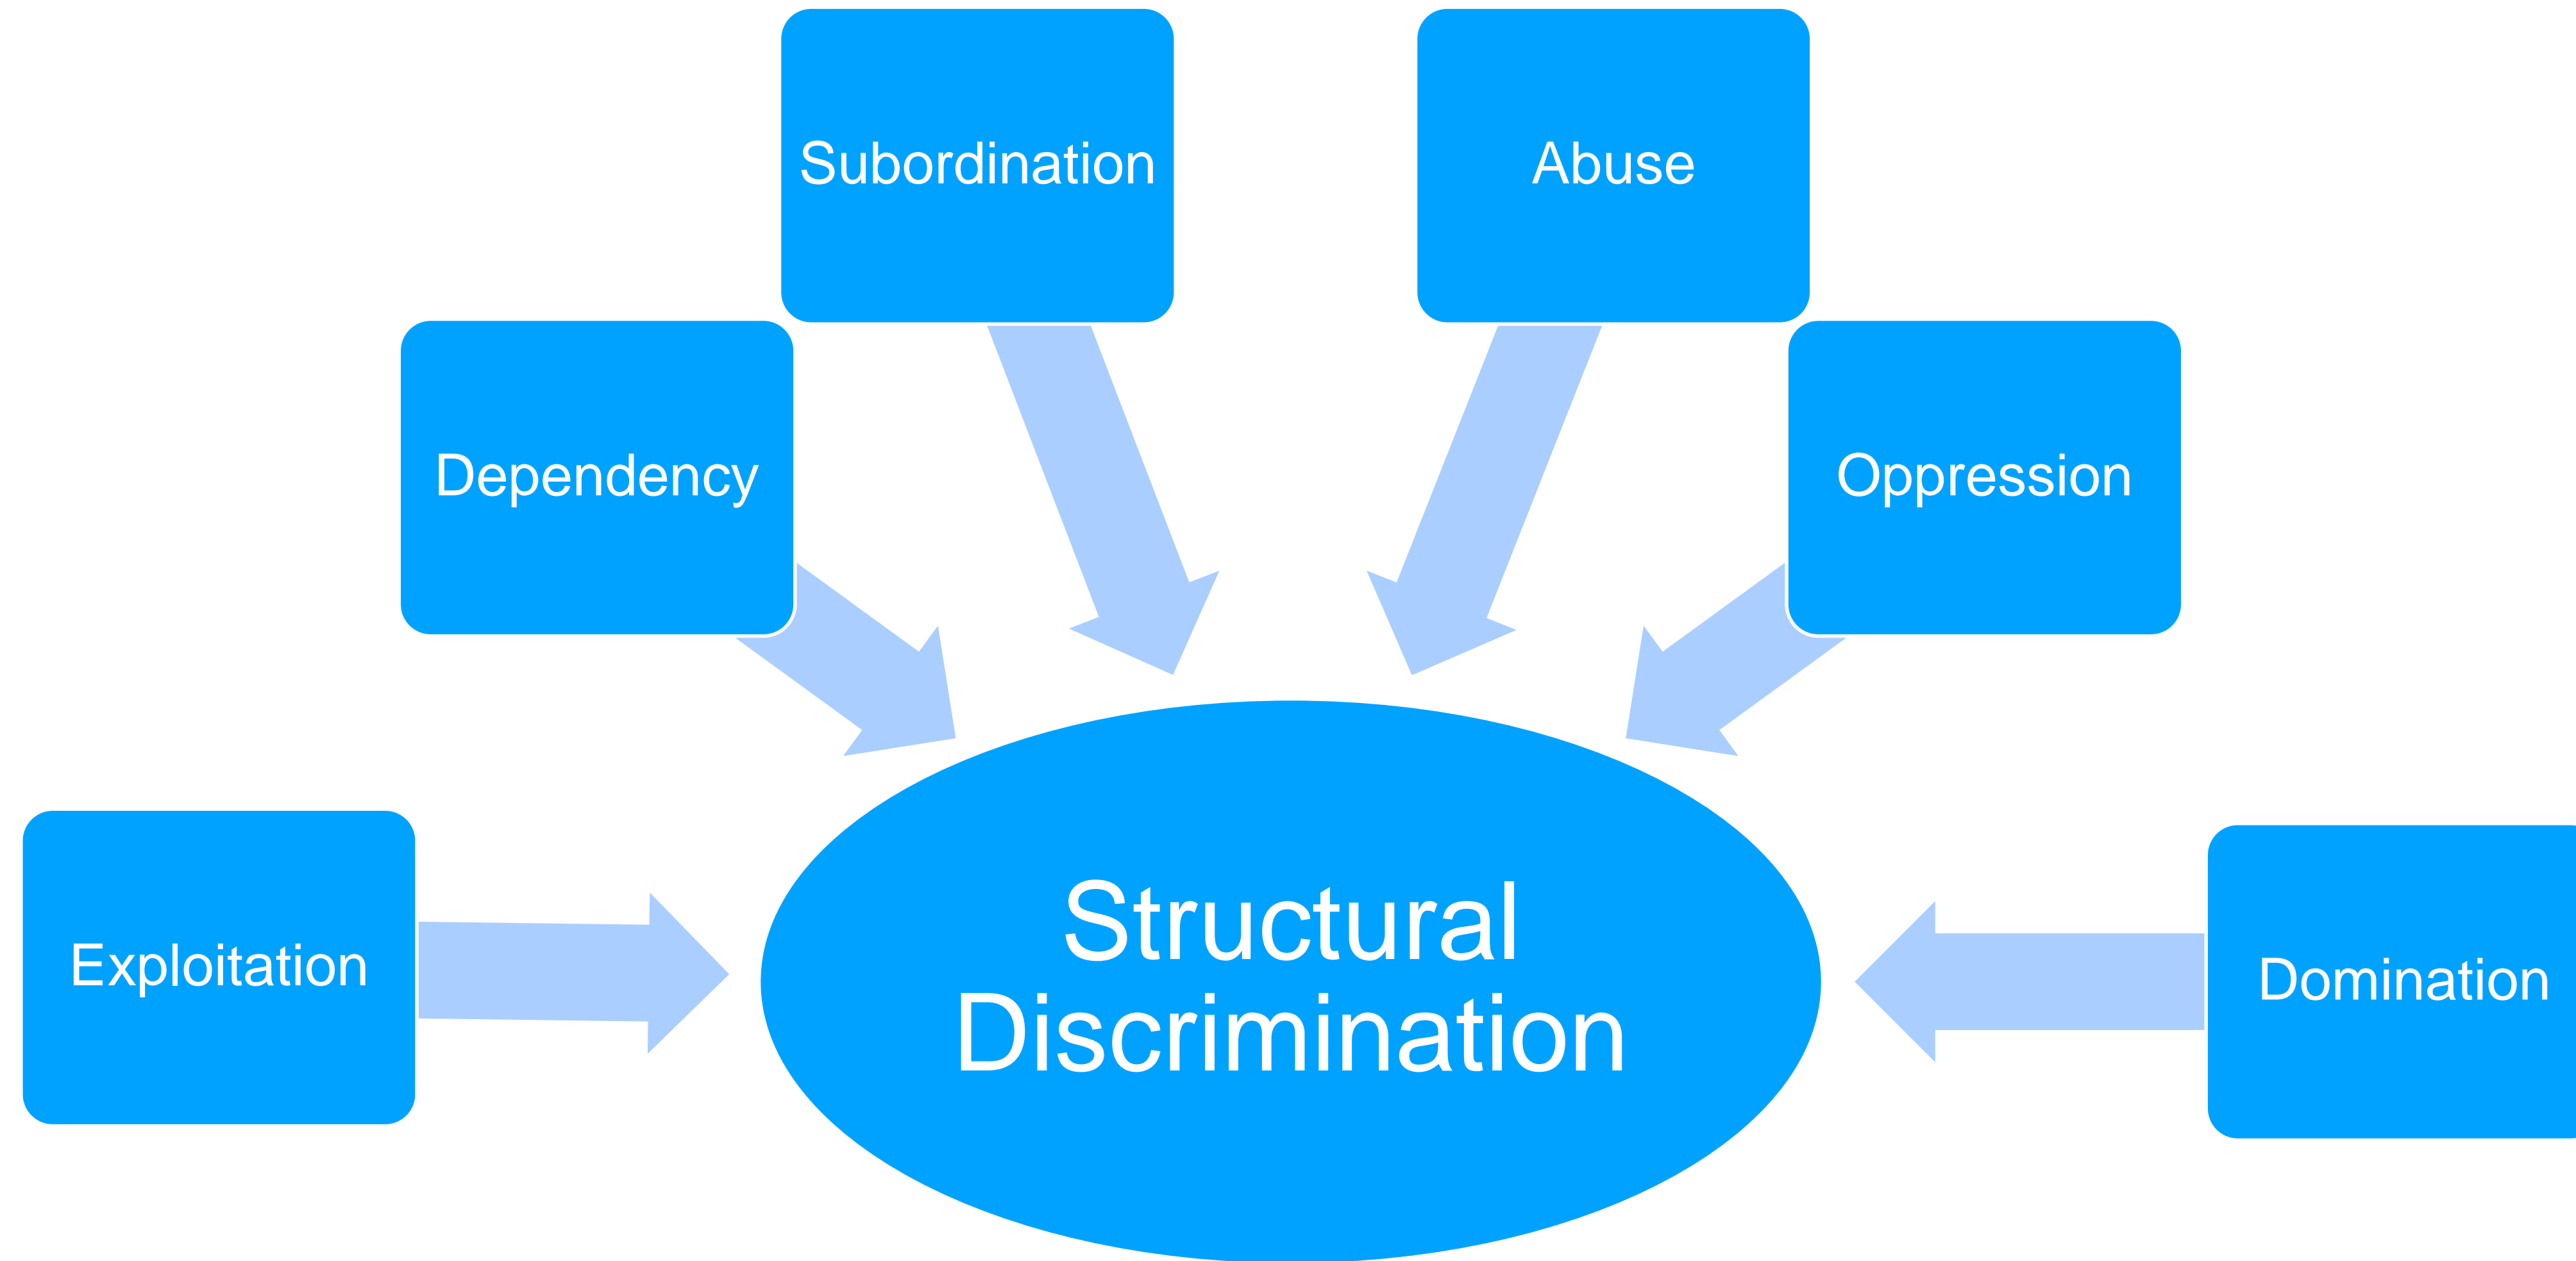 Subordination
Abuse
Dependency
Oppression
Exploitation
Structural
Discrimination
Domination